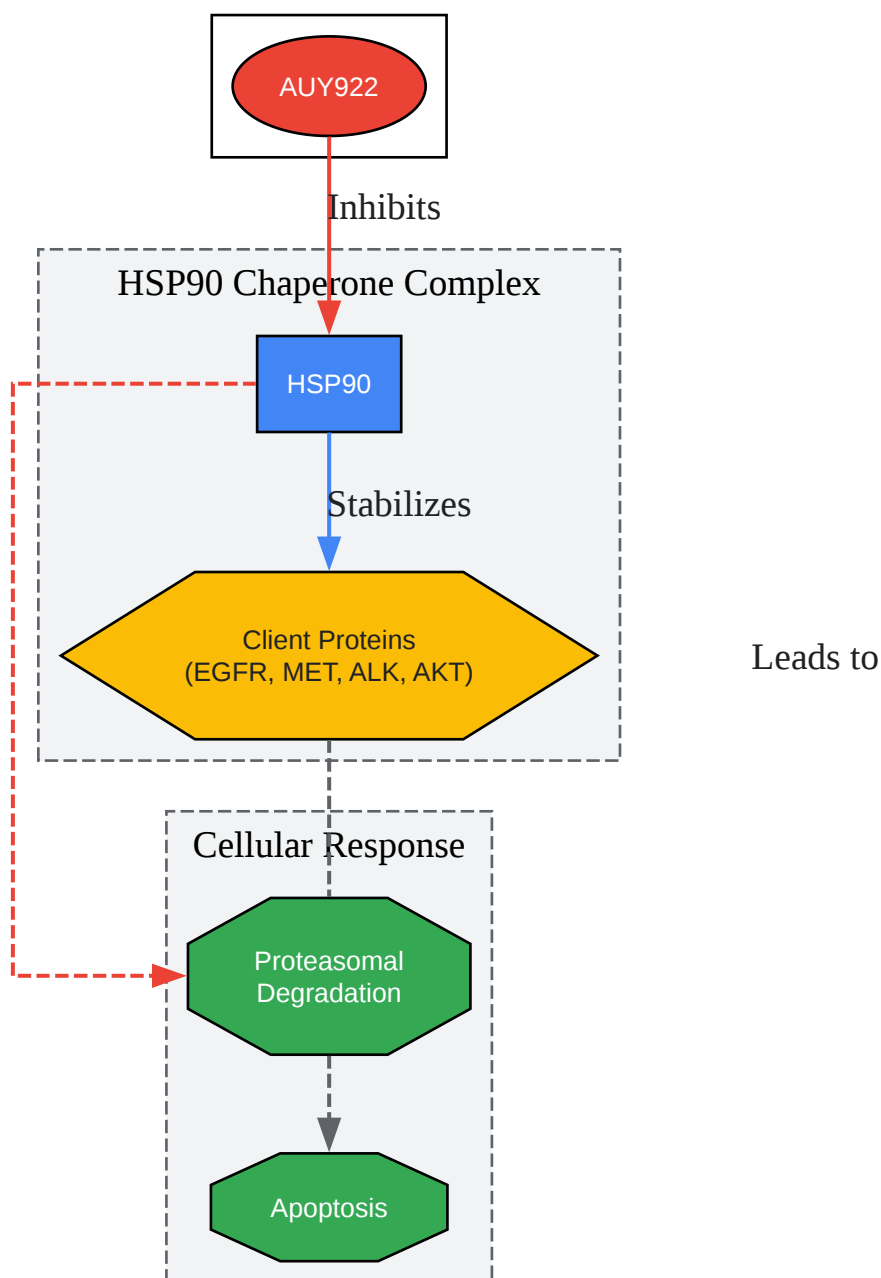 AUY922
Inhibits
HSP90 Chaperone Complex
HSP90
Stabilizes
Client Proteins
(EGFR, MET, ALK, AKT)
Leads to
Cellular Response
Proteasomal
Degradation
Apoptosis